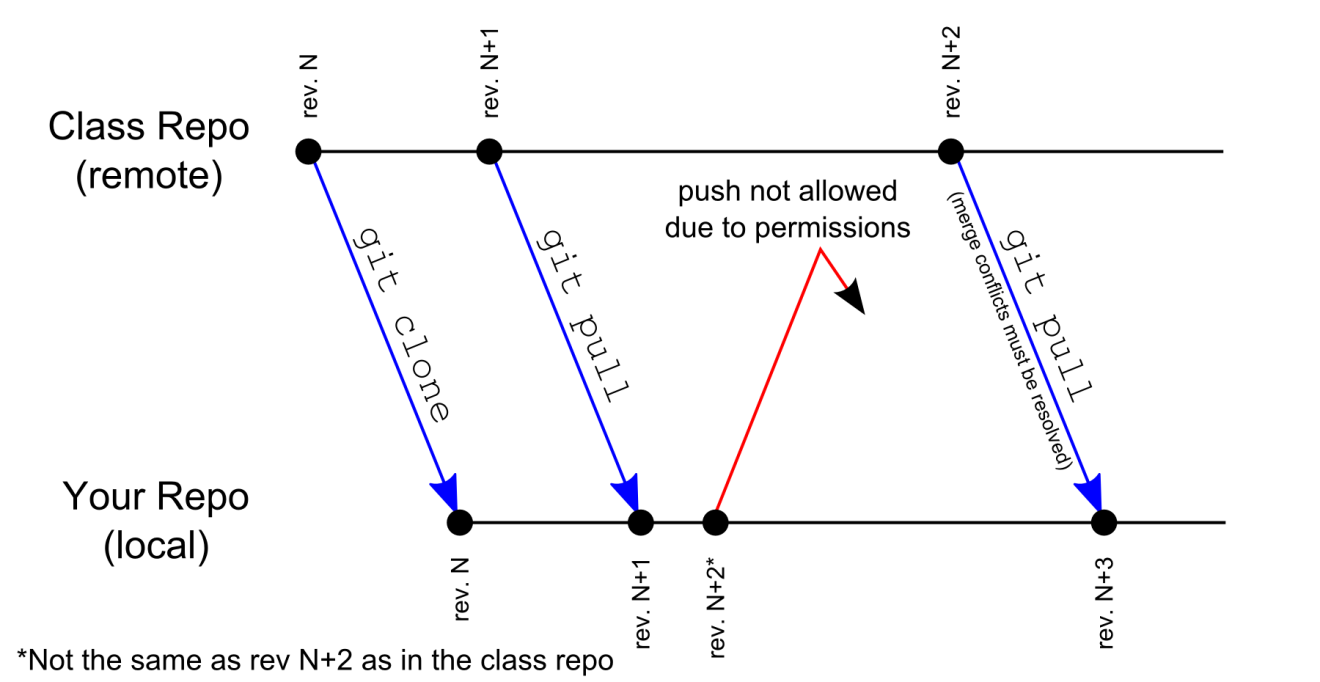 rev. N
rev. N+1
rev. N+2
Class Repo
(remote)
push not allowed
due to permissions
git clone
git pull
(merge conflicts must be resolved)
git pull
Your Repo
(local)
rev. N
rev. N+1
rev. N+2*
rev. N+3
*Not the same as rev N+2 as in the class repo